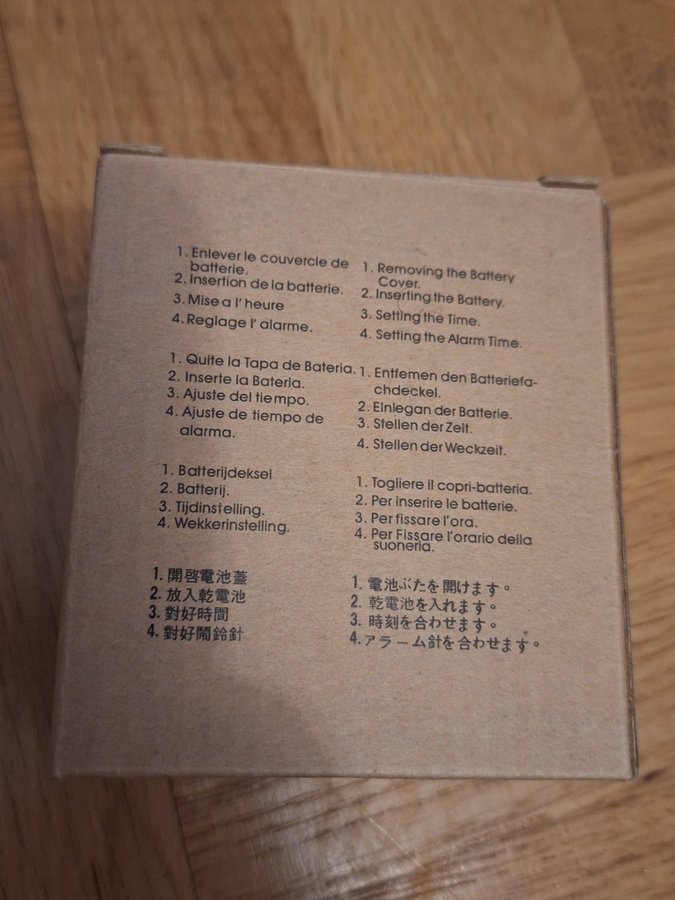 1. Enlever le couvercle de
batterie.
2. Insertion de la batterie.
3. Mise a l' heure
4. Reglage l' alarme.
1. Removing the Battery
Cover.
2. Inserting the Battery.
3. Setting the Time.
4. Setting the Alarm Time.
1. Quite la Tapa de Bateria.
2. Inserte la Bateria.
3. Ajuste del tiempo.
4. Ajuste de tiempo de
alarma.
1. Entfemen den Batteriefa-
chdeckel.
2. Einlegan der Batterie.
3. Stellen der Zelt.
4. Stellen der Weckzeit.
1. Batterijdeksel
2. Batterij.
3. Tijdinstelling.
4. Wekkerinstelling.
1. Togliere il copri-batteria.
2. Per inserire le batterie.
3. Per fissare l'ora.
4. Per Fissare l'orario della
suoneria.
1. 開啓電池蓋
2. 放入乾電池
3. 對好時間
4. 對好鬧鈴針
1. 電池ぶたを開けます。
2. 乾電池を入れます。
3. 時刻を合わせます。
4. アラーム針を合わせます。